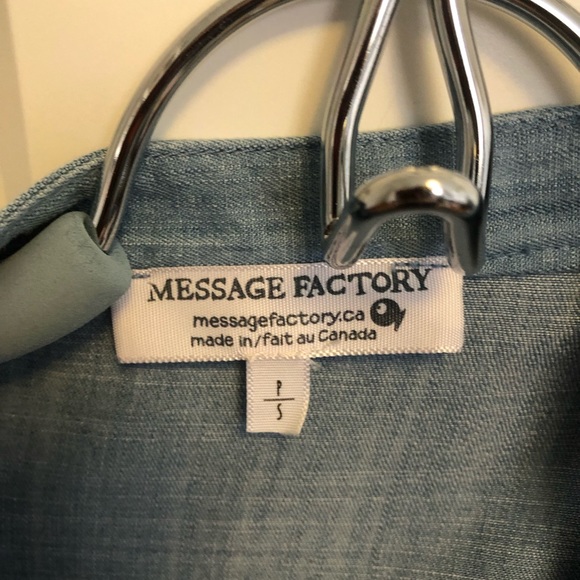 MESSAGE FACTORY
messagefactory.ca
made in/fait au Canada
P
S